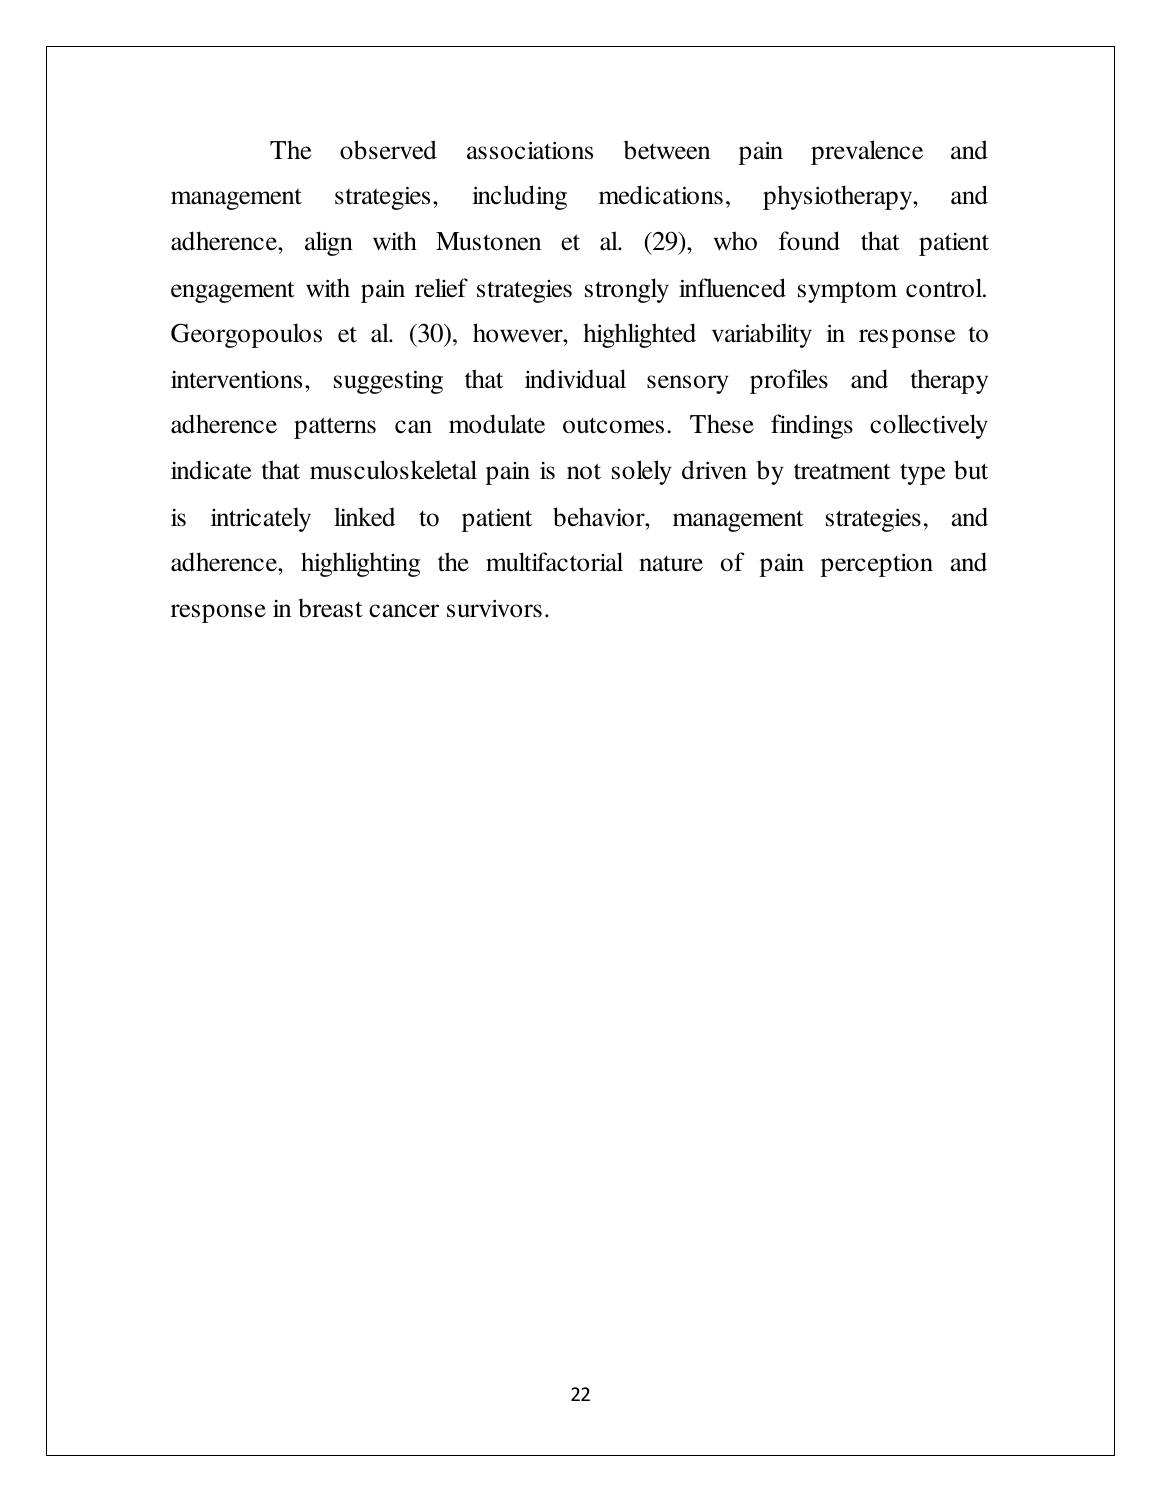 The observed associations between pain prevalence and
management strategies, including medications, physiotherapy, and
adherence, align with Mustonen et al. (29), who found that patient
engagement with pain relief strategies strongly influenced symptom control.
Georgopoulos et al. (30), however, highlighted variability in response to
interventions, suggesting that individual sensory profiles and therapy
adherence patterns can modulate outcomes. These findings collectively
indicate that musculoskeletal pain is not solely driven by treatment type but
is intricately linked to patient behavior, management strategies, and
adherence, highlighting the multifactorial nature of pain perception and
response in breast cancer survivors.
22